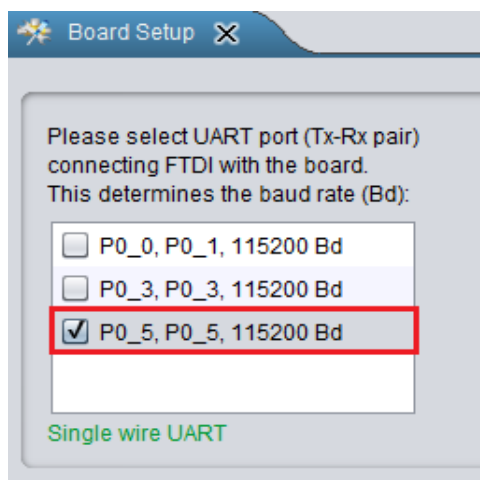 Board Setup
Please select UART port (Tx-Rx pair)
connecting FTDI with the board.
This determines the baud rate (Bd):
P0_0, P0_1, 115200 Bd
P0_3, P0_3, 115200 Bd
P0_5, P0_5, 115200 Bd
Single wire UART